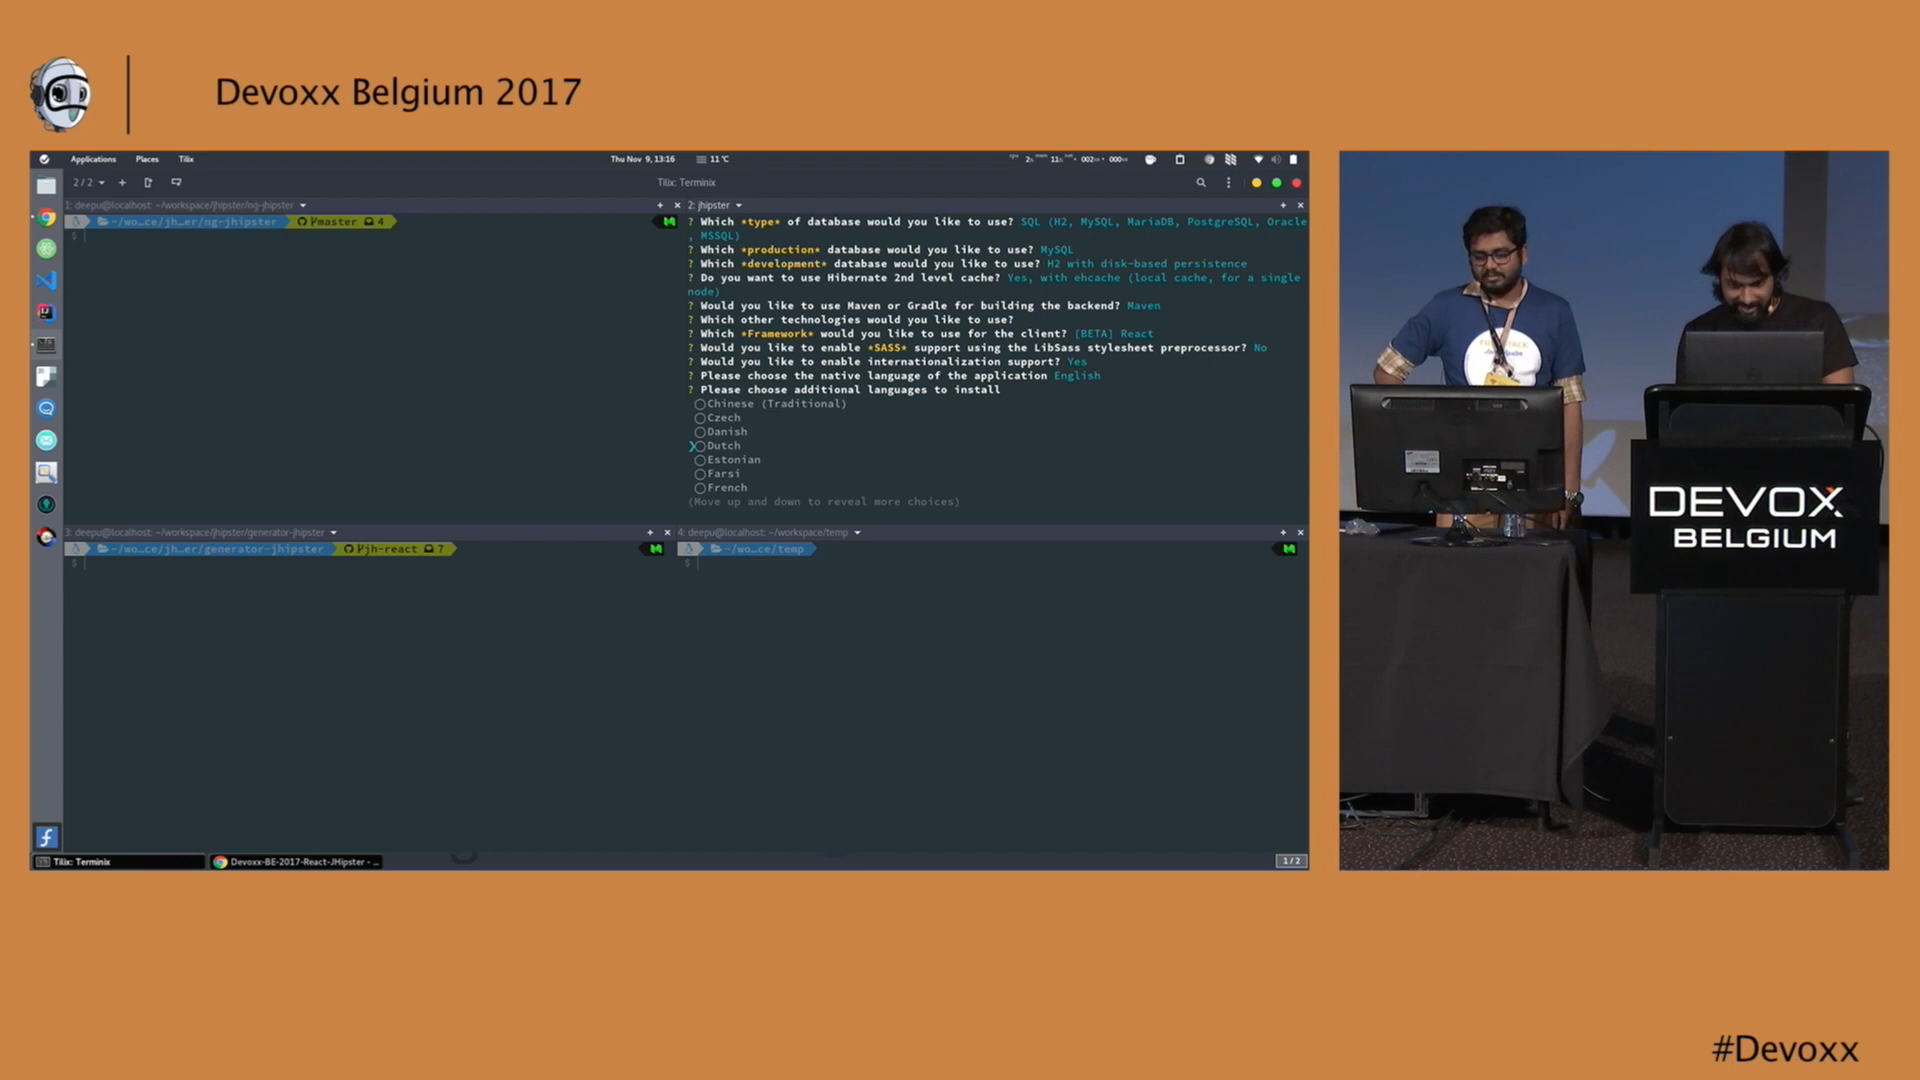 Devoxx Belgium 2017
Applications Places Tilix
Thu Nov 9, 13:16
11 °C
2/2
Tilix: Terminix
1: deepu@localhost: ~/workspace/jhipster/ng-jhipster
~/wo…ce/jh…er/ng-jhipster master 4
$
2: jhipster
? Which *type* of database would you like to use? SQL (H2, MySQL, MariaDB, PostgreSQL, Oracle
, MSSQL)
? Which *production* database would you like to use? MySQL
? Which *development* database would you like to use? H2 with disk-based persistence
? Do you want to use Hibernate 2nd level cache? Yes, with ehcache (local cache, for a single
node)
? Would you like to use Maven or Gradle for building the backend? Maven
? Which other technologies would you like to use?
? Which *Framework* would you like to use for the client? [BETA] React
? Would you like to enable *SASS* support using the LibSass stylesheet preprocessor? No
? Would you like to enable internationalization support? Yes
? Please choose the native language of the application English
? Please choose additional languages to install
◯Chinese (Traditional)
◯Czech
◯Danish
❯◯Dutch
◯Estonian
◯Farsi
◯French
(Move up and down to reveal more choices)
3: deepu@localhost: ~/workspace/jhipster/generator-jhipster
~/wo…ce/jh…er/generator-jhipster jh-react 7
$
4: deepu@localhost: ~/workspace/temp
~/wo…ce/temp
$
Tilix: Terminix
Devoxx-BE-2017-React-JHipster - …
1 / 2
DEVOXX
BELGIUM
#Devoxx